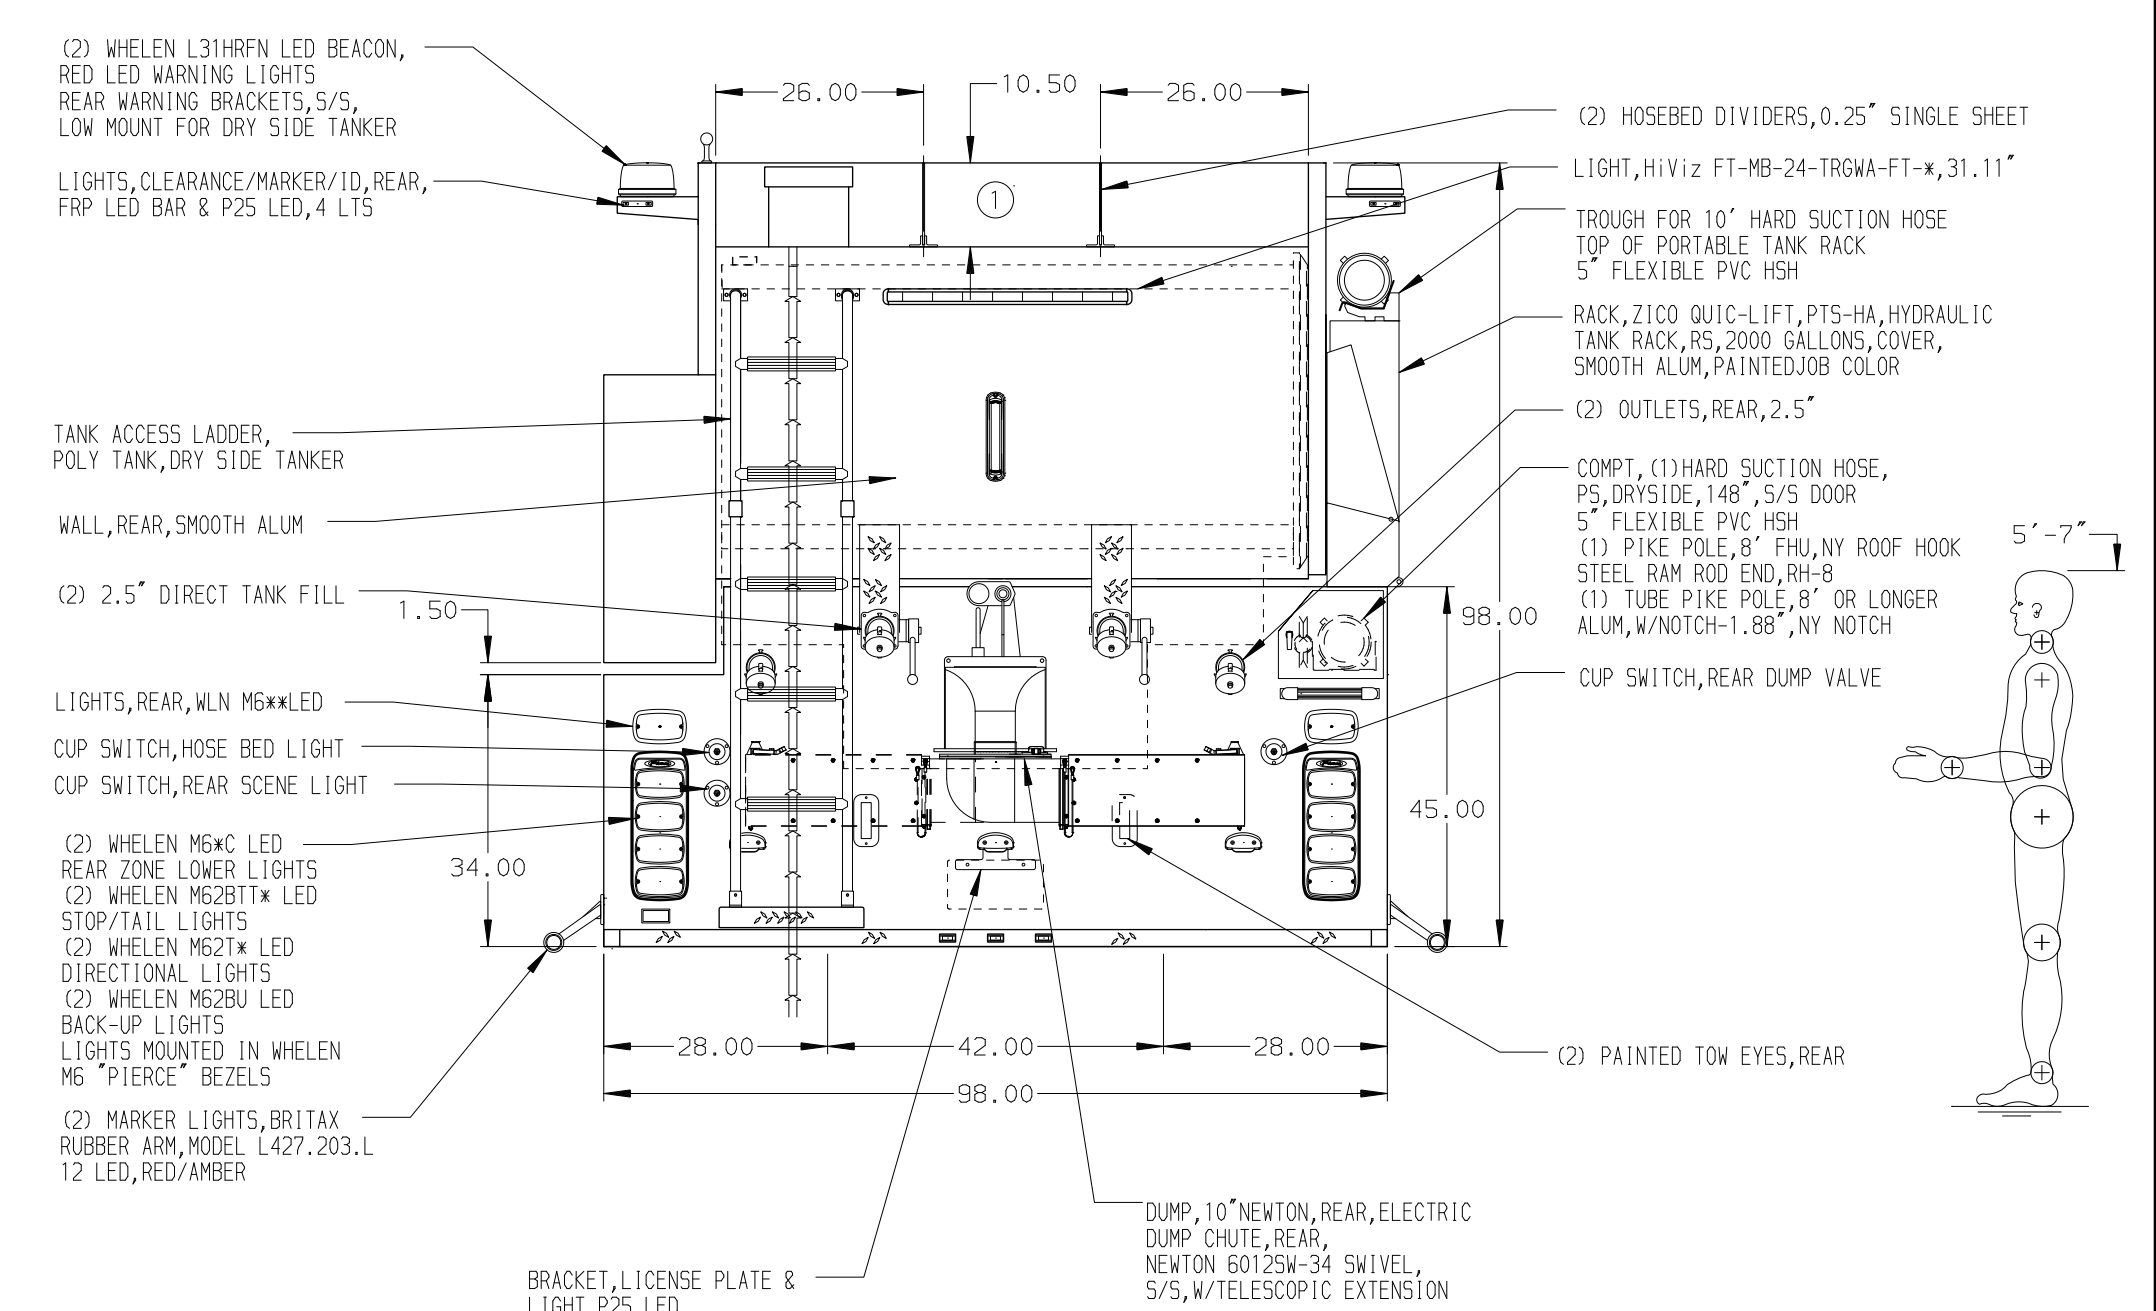 (2) WHELEN L31HRFN LED BEACON,
RED LED WARNING LIGHTS
REAR WARNING BRACKETS,S/S,
LOW MOUNT FOR DRY SIDE TANKER
LIGHTS,CLEARANCE/MARKER/ID,REAR,
FRP LED BAR & P25 LED,4 LTS
TANK ACCESS LADDER,
POLY TANK,DRY SIDE TANKER
WALL,REAR,SMOOTH ALUM
(2) 2.5" DIRECT TANK FILL
LIGHTS,REAR,WLN M6**LED
CUP SWITCH,HOSE BED LIGHT
CUP SWITCH,REAR SCENE LIGHT
(2) WHELEN M6*C LED
REAR ZONE LOWER LIGHTS
(2) WHELEN M62BTT* LED
STOP/TAIL LIGHTS
(2) WHELEN M62T* LED
DIRECTIONAL LIGHTS
(2) WHELEN M62BU LED
BACK-UP LIGHTS
LIGHTS MOUNTED IN WHELEN
M6 "PIERCE" BEZELS
(2) MARKER LIGHTS,BRITAX
RUBBER ARM,MODEL L427.203.L
12 LED,RED/AMBER
26.00
10.50
26.00
1
1.50
34.00
98.00
45.00
28.00
42.00
28.00
98.00
(2) HOSEBED DIVIDERS,0.25" SINGLE SHEET
LIGHT,HiViz FT-MB-24-TRGWA-FT-*,31.11"
TROUGH FOR 10' HARD SUCTION HOSE
TOP OF PORTABLE TANK RACK
5" FLEXIBLE PVC HSH
RACK,ZICO QUIC-LIFT,PTS-HA,HYDRAULIC
TANK RACK,RS,2000 GALLONS,COVER,
SMOOTH ALUM,PAINTEDJOB COLOR
(2) OUTLETS,REAR,2.5"
COMPT,(1)HARD SUCTION HOSE,
PS,DRYSIDE,148",S/S DOOR
5" FLEXIBLE PVC HSH
(1) PIKE POLE,8' FHU,NY ROOF HOOK
STEEL RAM ROD END,RH-8
(1) TUBE PIKE POLE,8' OR LONGER
ALUM,W/NOTCH-1.88",NY NOTCH
CUP SWITCH,REAR DUMP VALVE
5'-7"
(2) PAINTED TOW EYES,REAR
DUMP,10"NEWTON,REAR,ELECTRIC
DUMP CHUTE,REAR,
NEWTON 6012SW-34 SWIVEL,
S/S,W/TELESCOPIC EXTENSION
BRACKET,LICENSE PLATE &
LIGHT P25 LED